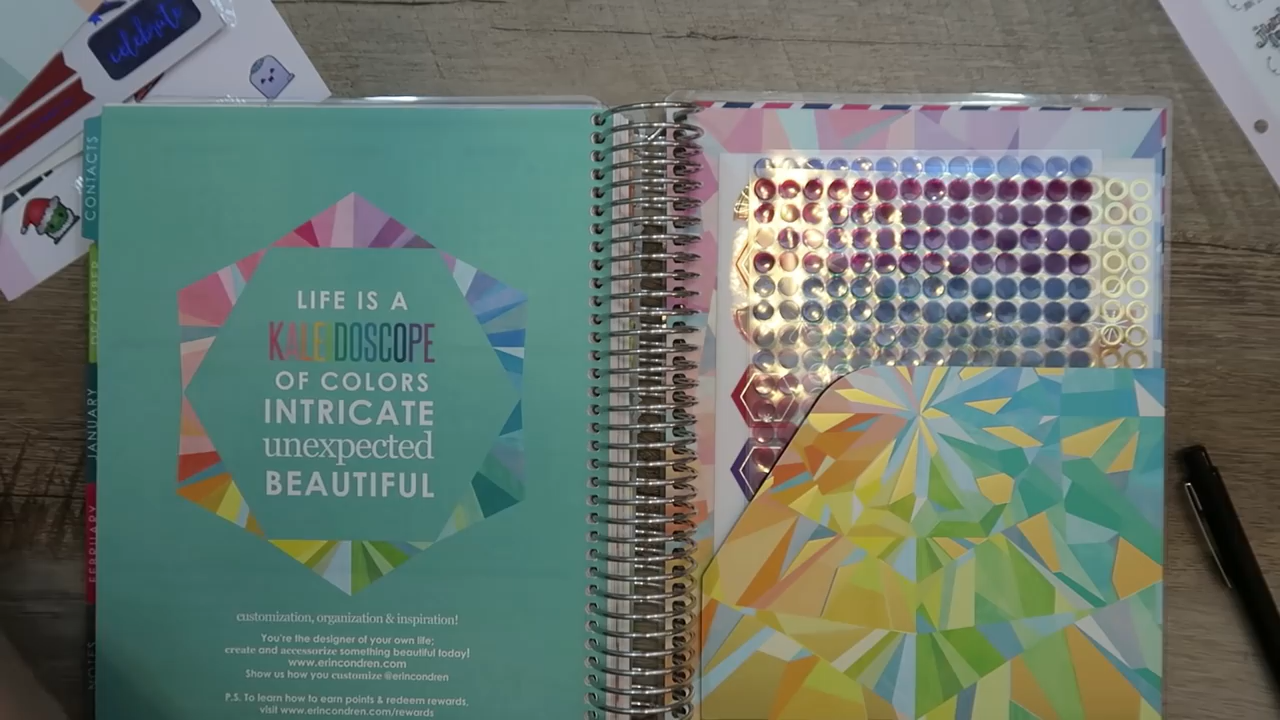 celebrate
CONTACTS
DECEMBER
JANUARY
FEBRUARY
NOTES
LIFE IS A
KALEIDOSCOPE
OF COLORS
INTRICATE
unexpected
BEAUTIFUL
customization, organization & inspiration!
You're the designer of your own life;
create and accessorize something beautiful today!
www.erincondren.com
Show us how you customize @erincondren
P.S. To learn how to earn points & redeem rewards,
visit www.erincondren.com/rewards